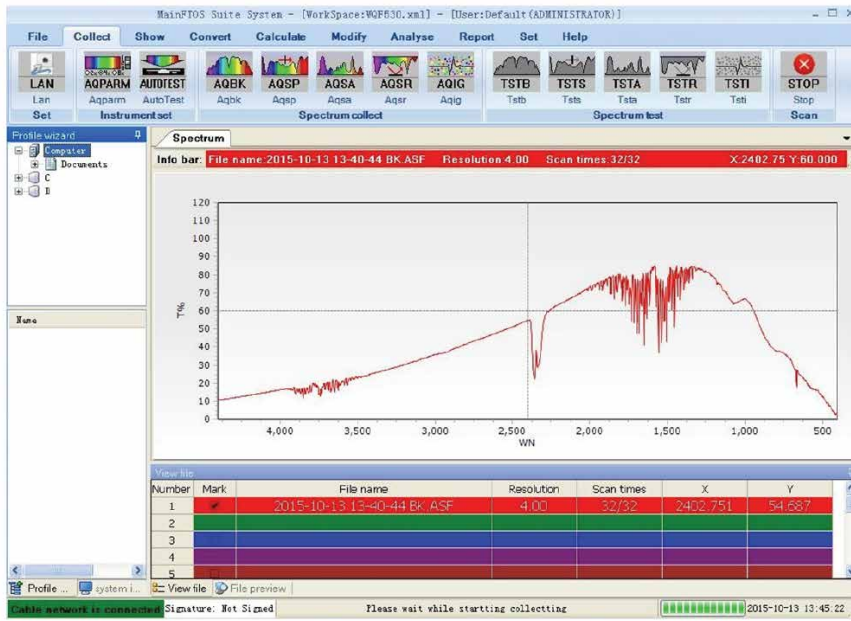 MainFTOS Suite System - [WorkSpace:WQF530.xml] - [User:Default(ADMINISTRATOR)]
File Collect Show Convert Calculate Modify Analyse Report Set Help
LAN AQPARM AUTOTEST AQBK AQSP AQSA AQSR AQIG TSTB TSTS TSTA TSTR TSTI STOP
Lan Aqparm AutoTest Aqbk Aqsp Aqsa Aqsr Aqig Tstb Tsts Tsta Tstr Tsti Stop
Set Instrument set Spectrum collect Spectrum test Scan
Profile wizard
Computer
Documents
C
D
Name
Spectrum
Info bar: File name:2015-10-13 13-40-44 BK.ASF Resolution 4.00 Scan times:32/32 X:2402.75 Y:60.000
120
110
100
90
80
70
60
50
40
30
20
10
0
T%
4,000 3,500 3,000 2,500 2,000 1,500 1,000 500
WN
View file
Number Mark File name Resolution Scan times X Y
1 2015-10-13 13-40-44 BK.ASF 4.00 32/32 2402.751 54.687
2
3
4
5
Profile ... system i... View file File preview
Cable network is connected Signature: Not Signed Please wait while startting collectting 2015-10-13 13:45:22